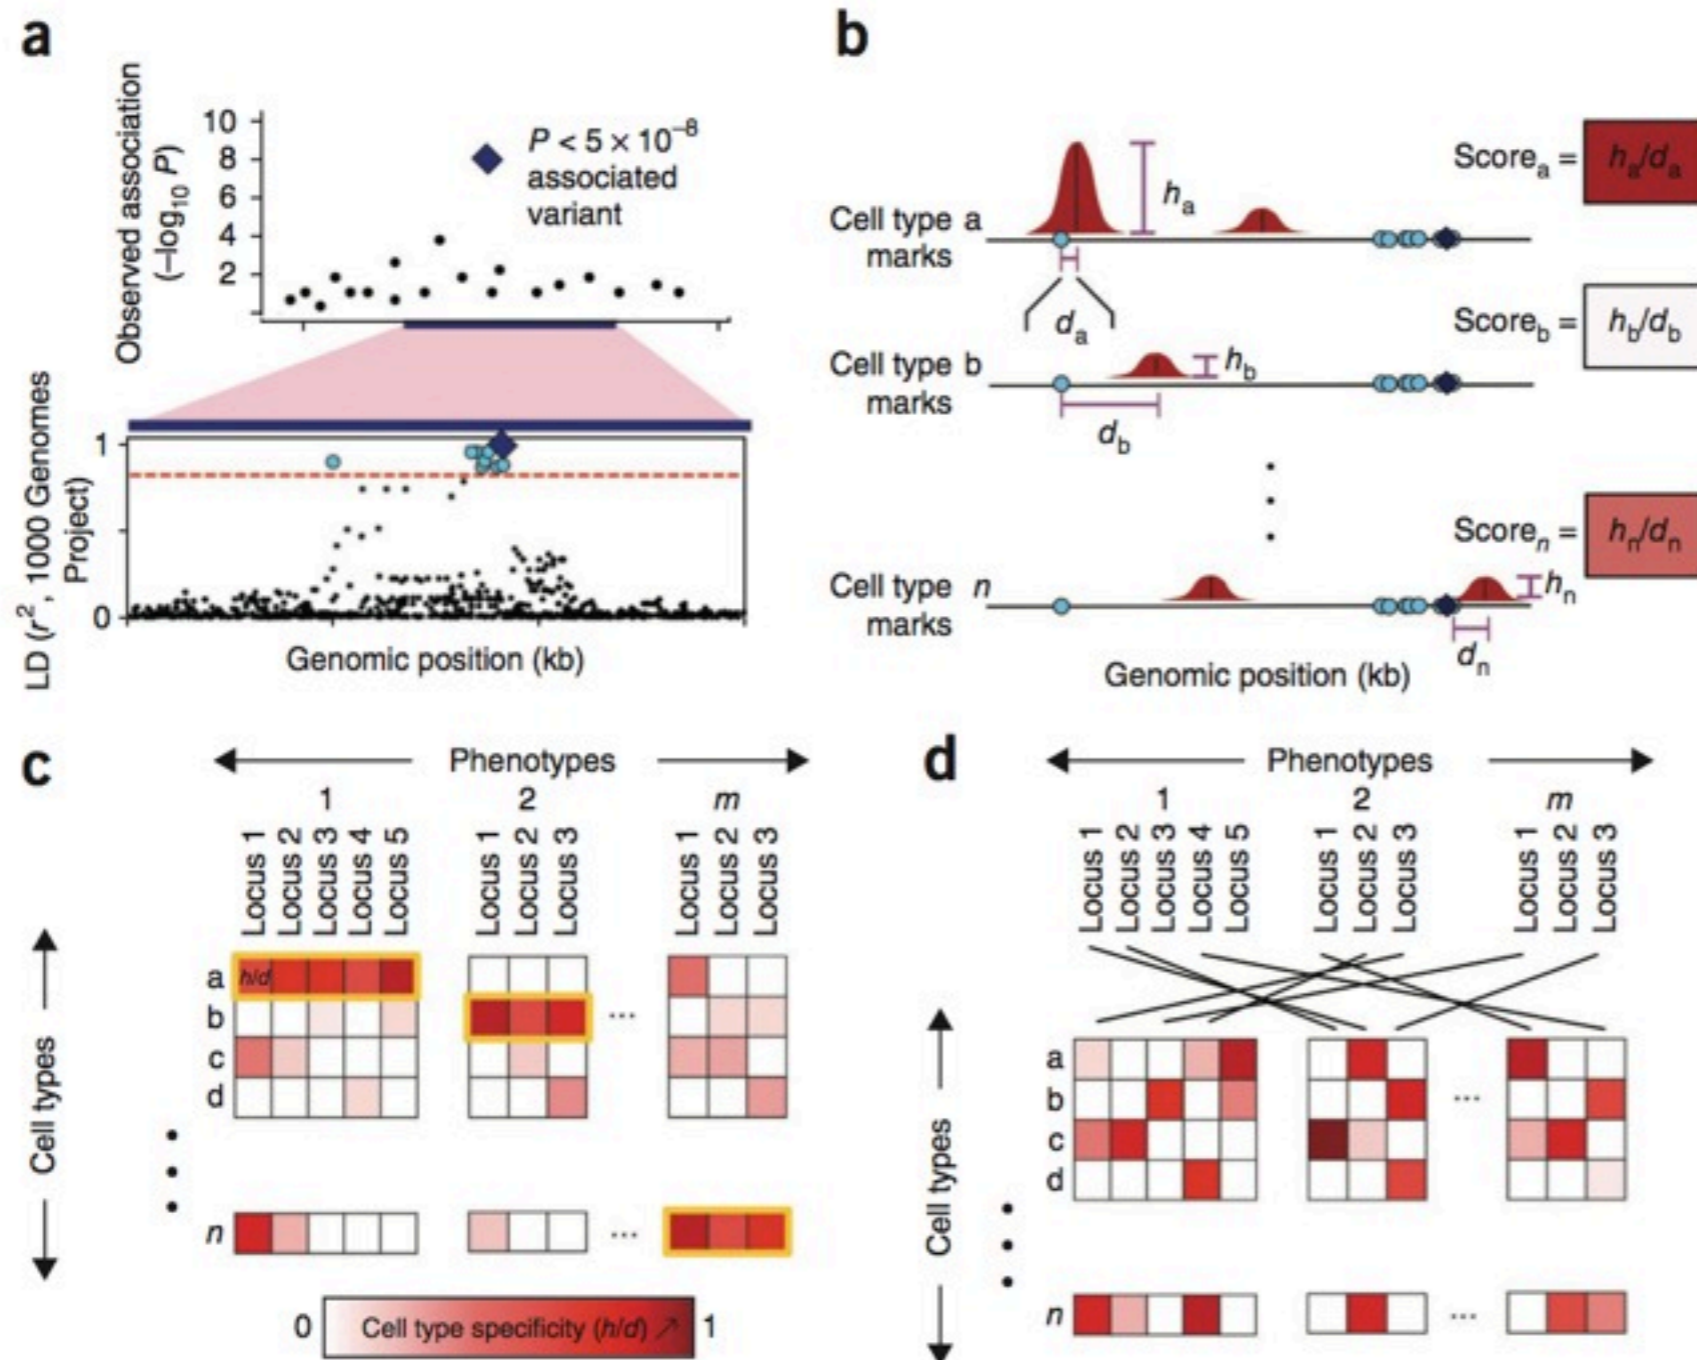 a
Observed association
(–log10 P)
10
8
6
4
2
P < 5 × 10–8
associated
variant
LD (r2, 1000 Genomes
Project)
1
0
Genomic position (kb)
b
Cell type a
marks
ha
da
Scorea = ha/da
Cell type b
marks
hb
db
Scoreb = hb/db
Cell type n
marks
hn
dn
Scoren = hn/dn
Genomic position (kb)
c
Phenotypes
1 2 m
Locus 1 Locus 2 Locus 3 Locus 4 Locus 5 Locus 1 Locus 2 Locus 3 Locus 1 Locus 2 Locus 3
Cell types
a h/d
b ...
c
d
n ...
0 Cell type specificity (h/d) ↗ 1
d
Phenotypes
1 2 m
Locus 1 Locus 2 Locus 3 Locus 4 Locus 5 Locus 1 Locus 2 Locus 3 Locus 1 Locus 2 Locus 3
Cell types
a
b ...
c
d
n ...